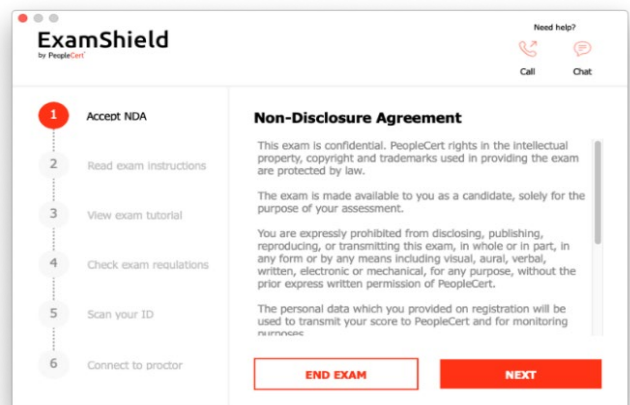 ExamShield
by PeopleCert
Need help?
Call
Chat
1 Accept NDA
2 Read exam instructions
3 View exam tutorial
4 Check exam regulations
5 Scan your ID
6 Connect to proctor
Non-Disclosure Agreement
This exam is confidential. PeopleCert rights in the intellectual
property, copyright and trademarks used in providing the exam
are protected by law.
The exam is made available to you as a candidate, solely for the
purpose of your assessment.
You are expressly prohibited from disclosing, publishing,
reproducing, or transmitting this exam, in whole or in part, in
any form or by any means including visual, aural, verbal,
written, electronic or mechanical, for any purpose, without the
prior express written permission of PeopleCert.
The personal data which you provided on registration will be
used to transmit your score to PeopleCert and for monitoring
purposes
END EXAM
NEXT